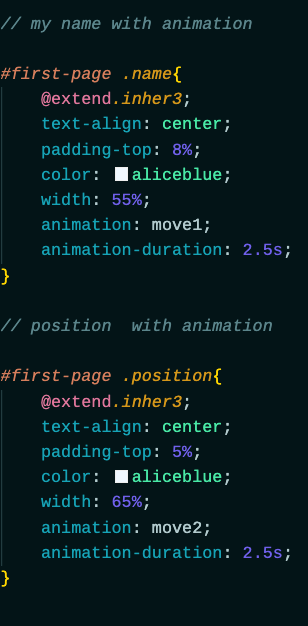 // my name with animation
#first-page .name{
@extend.inher3;
text-align: center;
padding-top: 8%;
color: aliceblue;
width: 55%;
animation: move1;
animation-duration: 2.5s;
}
// position  with animation
#first-page .position{
@extend.inher3;
text-align: center;
padding-top: 5%;
color: aliceblue;
width: 65%;
animation: move2;
animation-duration: 2.5s;
}